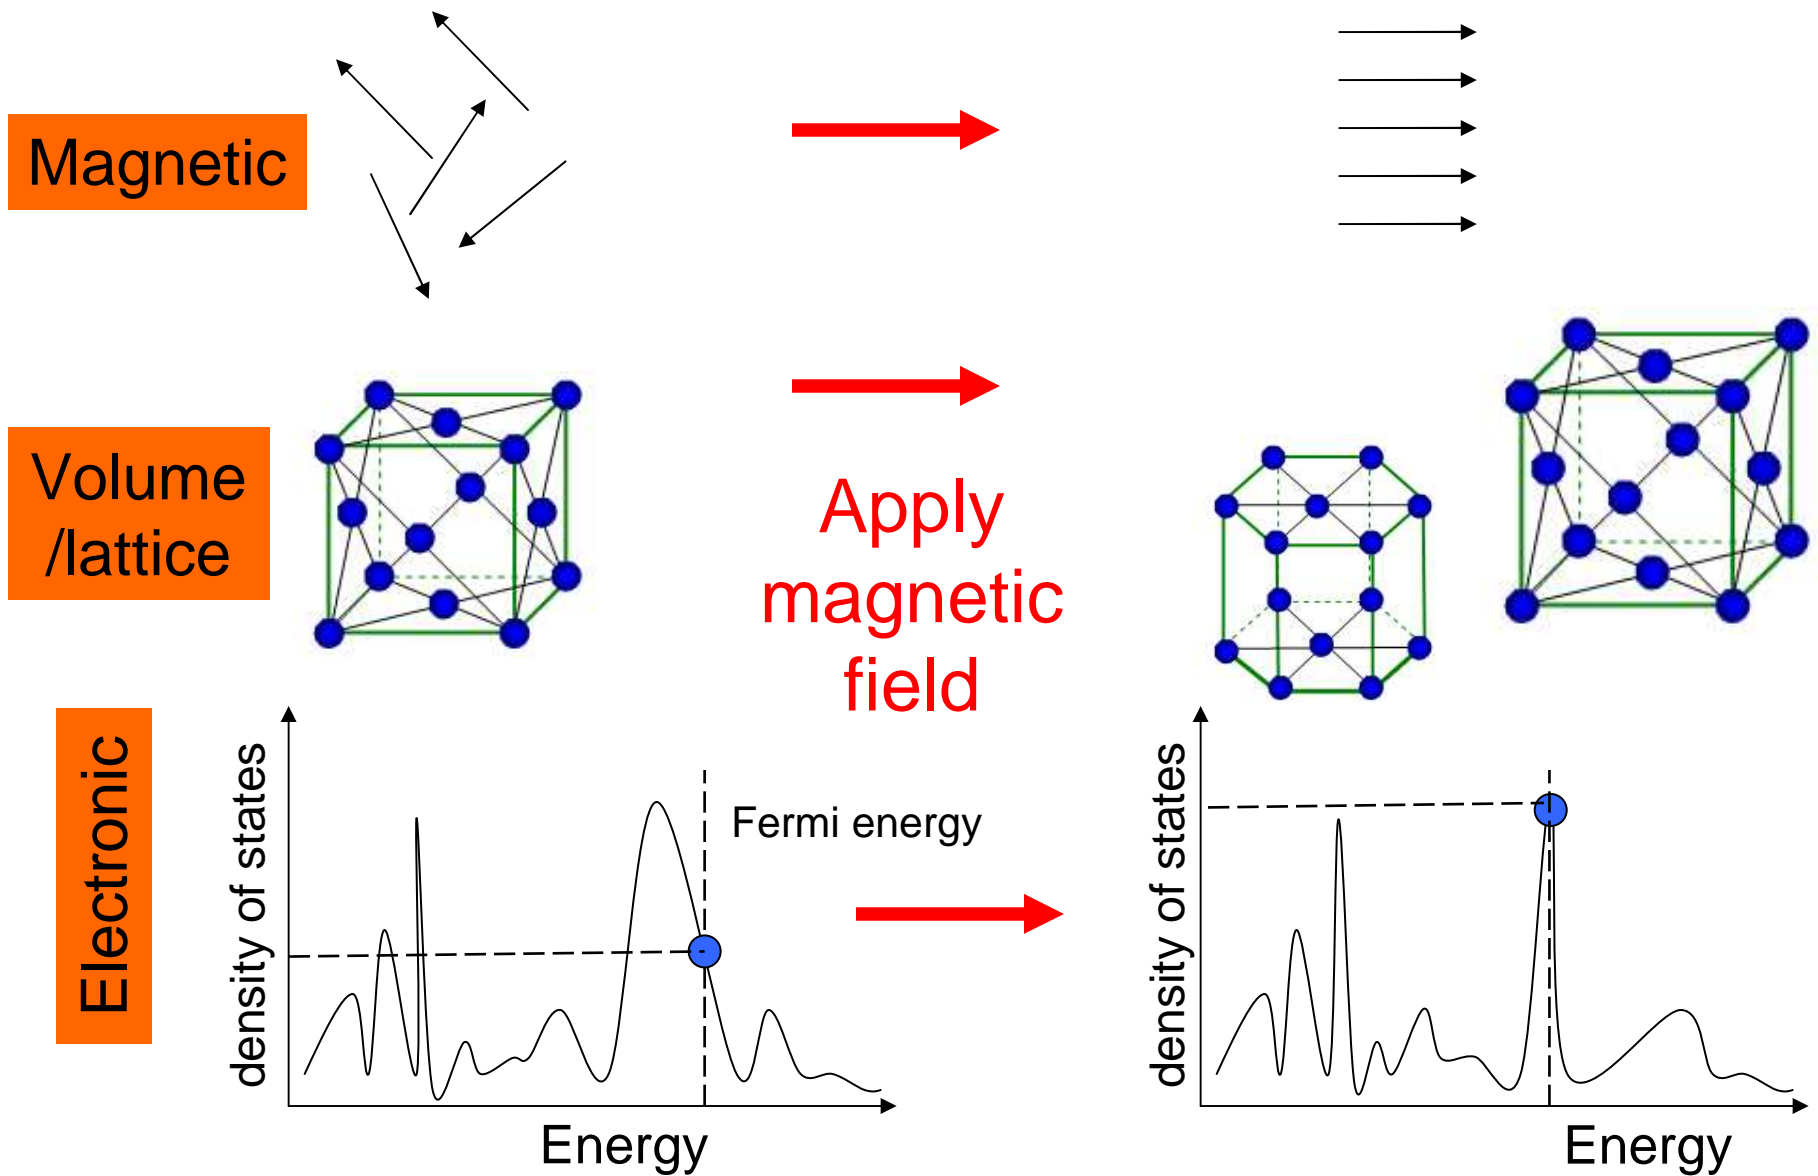 Magnetic
Volume
/lattice
Apply
magnetic
field
Electronic
density of states
Fermi energy
Energy
density of states
Energy